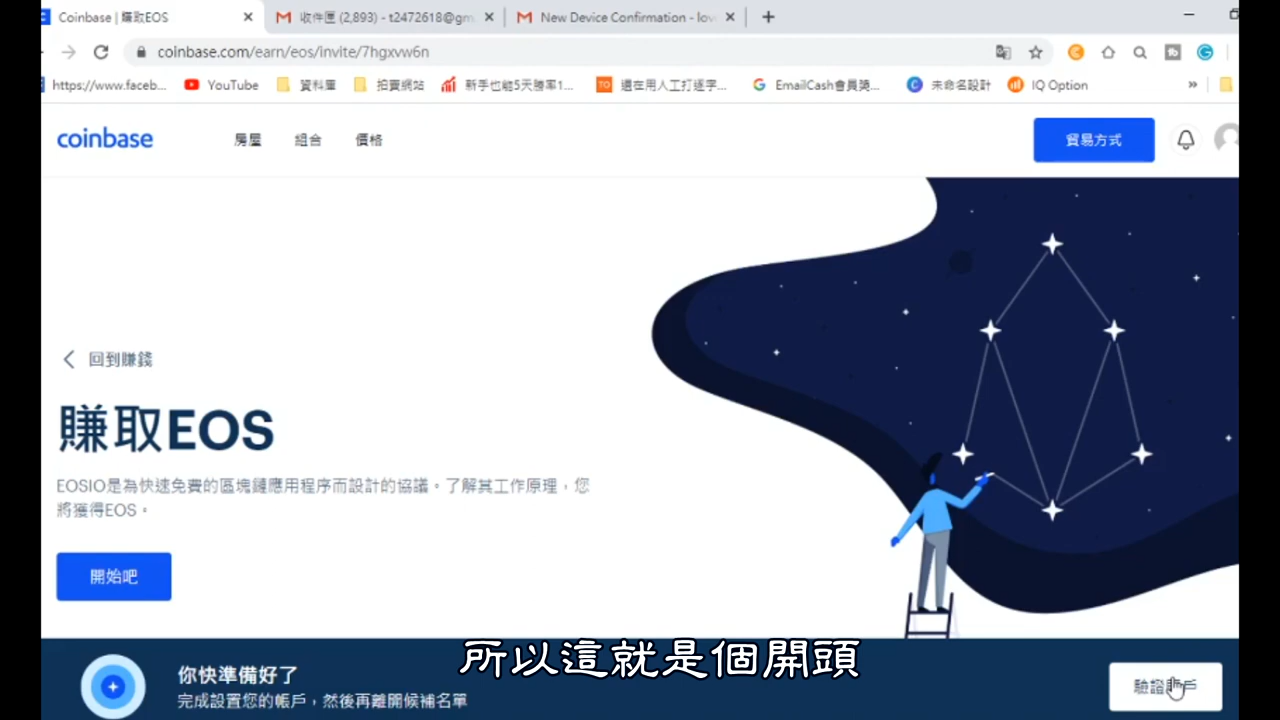 Coinbase | 賺取EOS
收件匣 (2,893) - t2472618@gm
New Device Confirmation - lov
coinbase.com/earn/eos/invite/7hgxvw6n
https://www.faceb...
YouTube
資料庫
拍賣網站
新手也能5天勝率1...
還在用人工打逐字...
EmailCash會員獎...
未命名設計
IQ Option
»
coinbase
房屋
組合
價格
貿易方式
回到賺錢
賺取EOS
EOSIO是為快速免費的區塊鏈應用程序而設計的協議。了解其工作原理，您
將獲得EOS。
開始吧
你快準備好了
完成設置您的帳戶，然後再離開候補名單
驗證賬戶
所以這就是個開頭